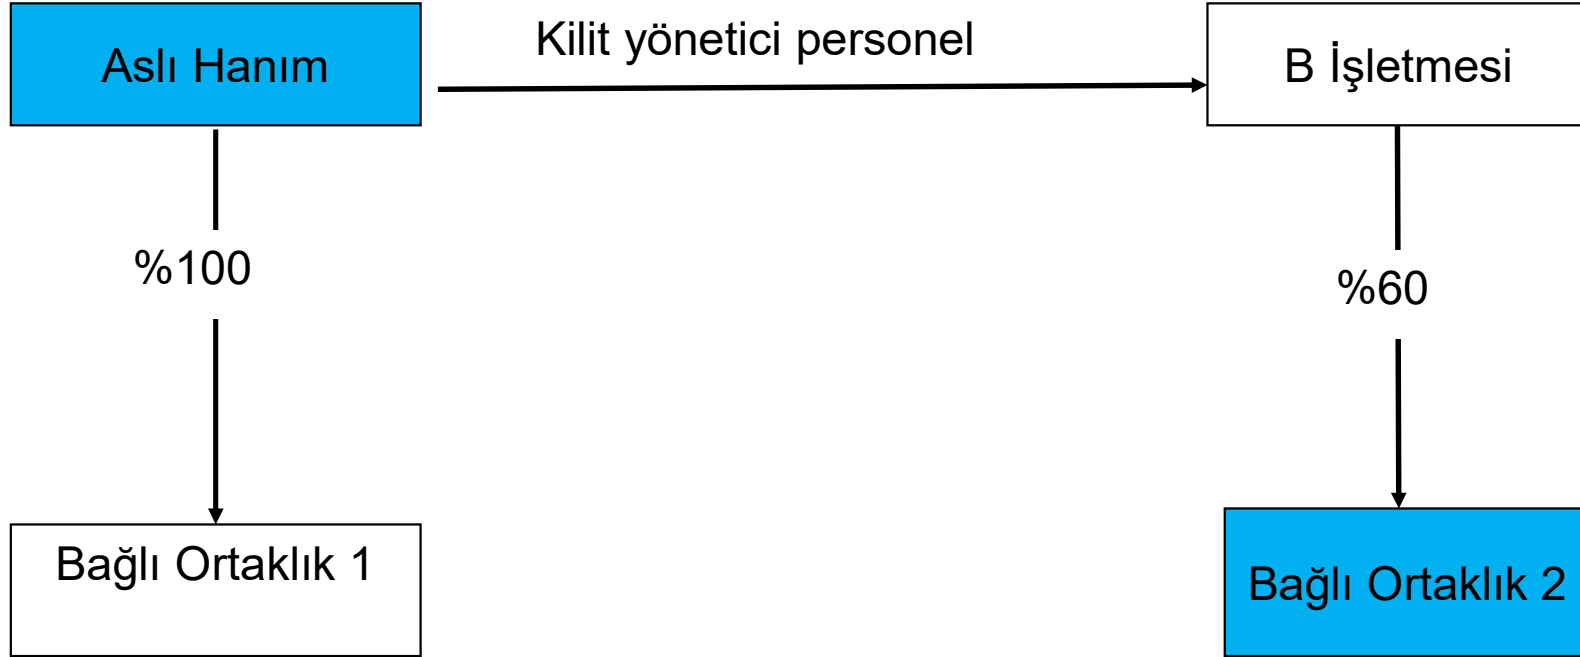 Aslı Hanım
Kilit yönetici personel
B İşletmesi
%100
%60
Bağlı Ortaklık 1
Bağlı Ortaklık 2